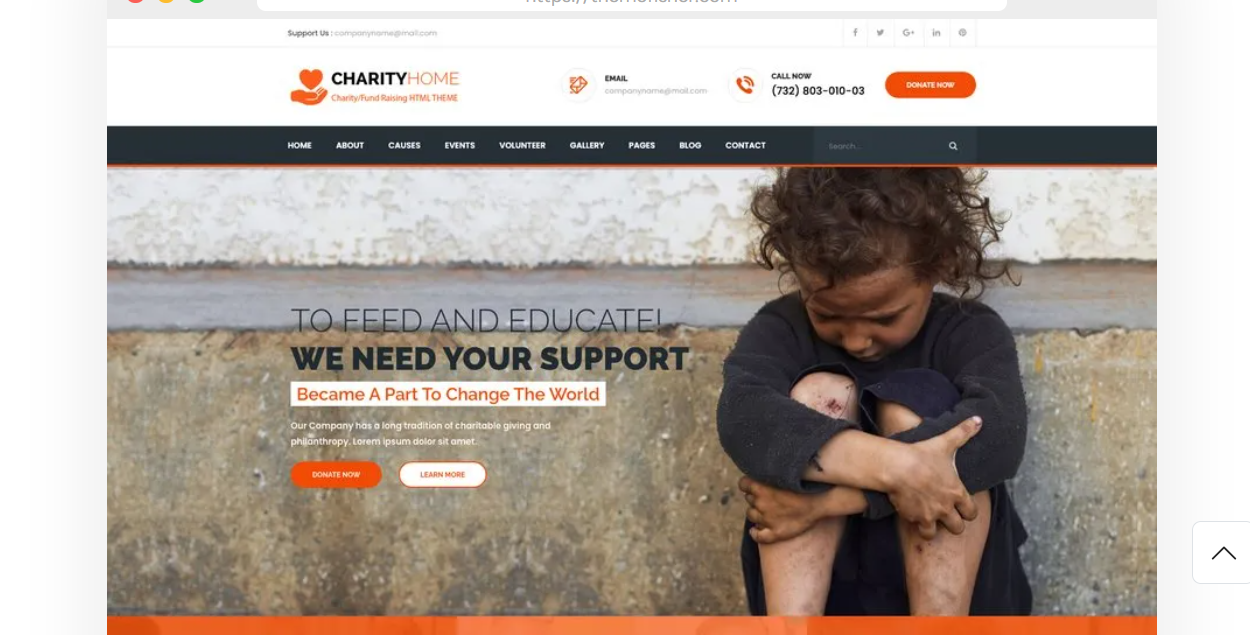 Support Us : companyname@mail.com
CHARITYHOME
Charity/Fund Raising HTML THEME
EMAIL
companyname@mail.com
CALL NOW
(732) 803-010-03
DONATE NOW
HOME ABOUT CAUSES EVENTS VOLUNTEER GALLERY PAGES BLOG CONTACT
Search...
TO FEED AND EDUCATE!
WE NEED YOUR SUPPORT
Became A Part To Change The World
Our Company has a long tradition of charitable giving and
philanthropy. Lorem ipsum dolor sit amet.
DONATE NOW LEARN MORE